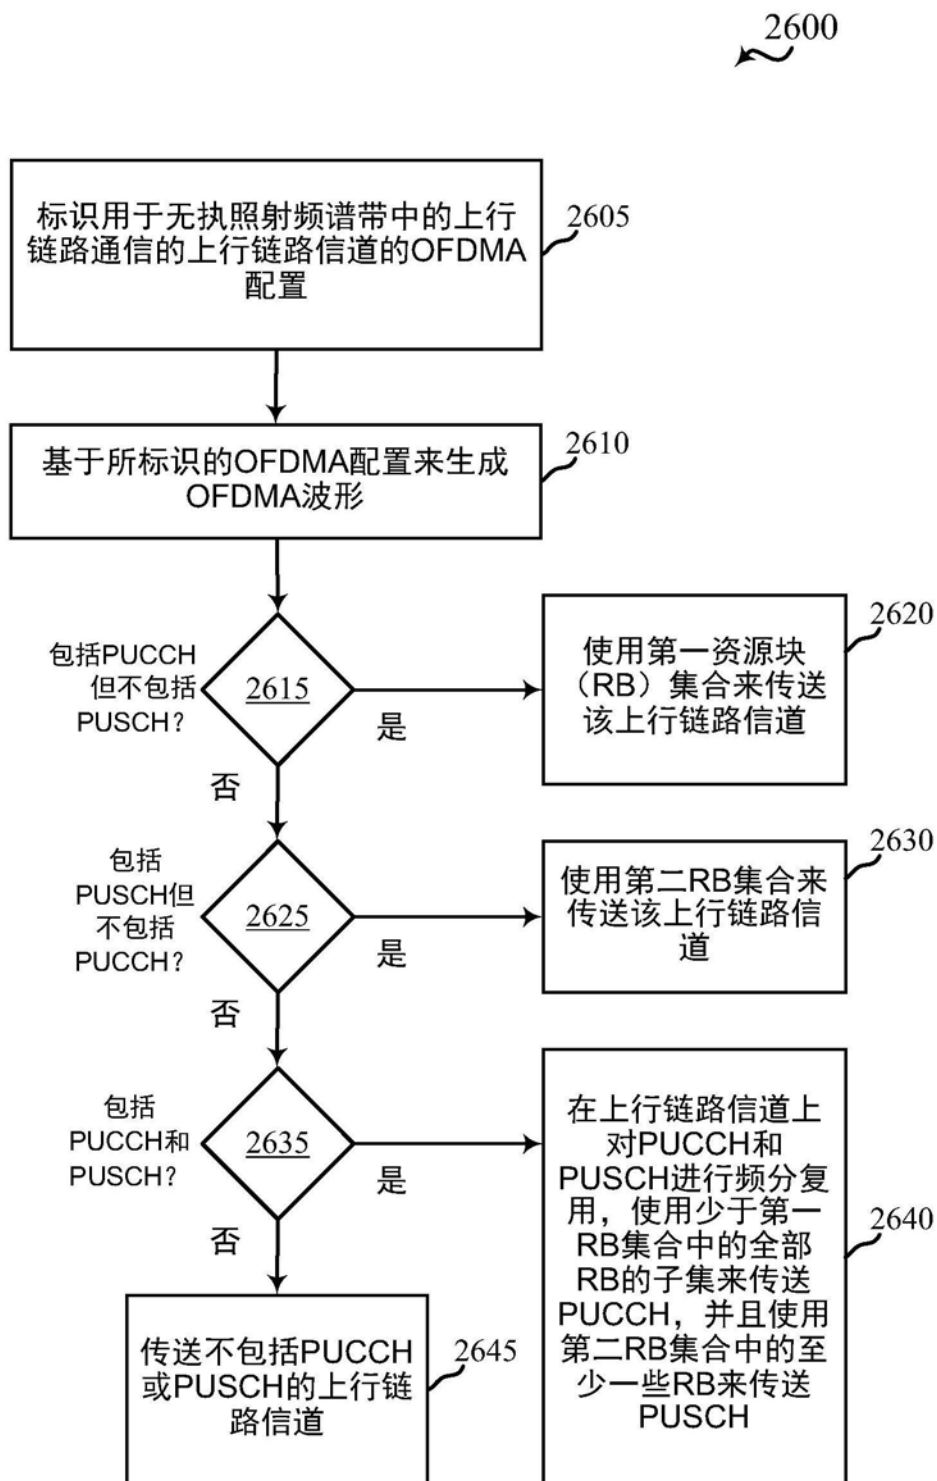 2600
标识用于无执照射频谱带中的上行
链路通信的上行链路信道的OFDMA
配置
2605
基于所标识的OFDMA配置来生成
OFDMA波形
2610
包括PUCCH
但不包括
PUSCH?
2615
是
否
使用第一资源块
（RB）集合来传送
该上行链路信道
2620
包括
PUSCH但
不包括
PUCCH?
2625
是
否
使用第二RB集合来
传送该上行链路信
道
2630
包括
PUCCH和
PUSCH?
2635
是
否
在上行链路信道上
对PUCCH和
PUSCH进行频分复
用，使用少于第一
RB集合中的全部
RB的子集来传送
PUCCH，并且使用
第二RB集合中的至
少一些RB来传送
PUSCH
2640
传送不包括PUCCH
或PUSCH的上行链
路信道
2645